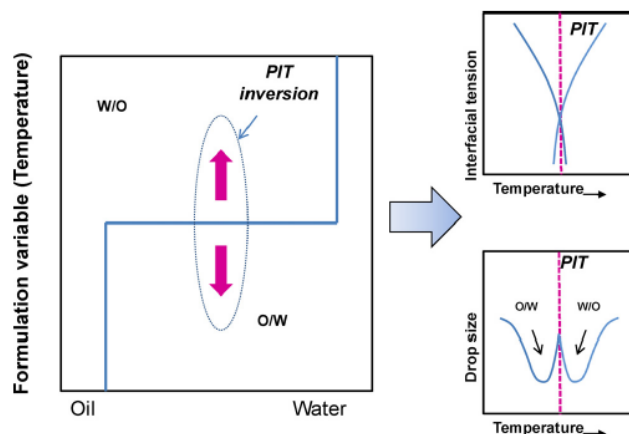 Formulation variable (Temperature)
W/O
PIT
inversion
O/W
Oil
Water
Interfacial tension
PIT
Temperature
Drop size
PIT
O/W
W/O
Temperature